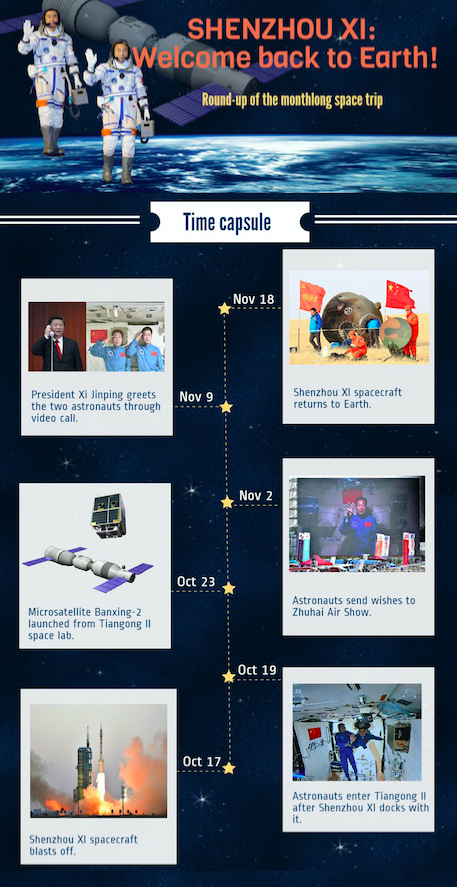 SHENZHOU XI:
Welcome back to Earth!
Round-up of the monthlong space trip
Time capsule
Nov 18
Shenzhou XI spacecraft
returns to Earth.
Nov 9
President Xi Jinping greets
the two astronauts through
video call.
Nov 2
Astronauts send wishes to
Zhuhai Air Show.
Oct 23
Microsatellite Banxing-2
launched from Tiangong II
space lab.
Oct 19
Astronauts enter Tiangong II
after Shenzhou XI docks with
it.
Oct 17
Shenzhou XI spacecraft
blasts off.